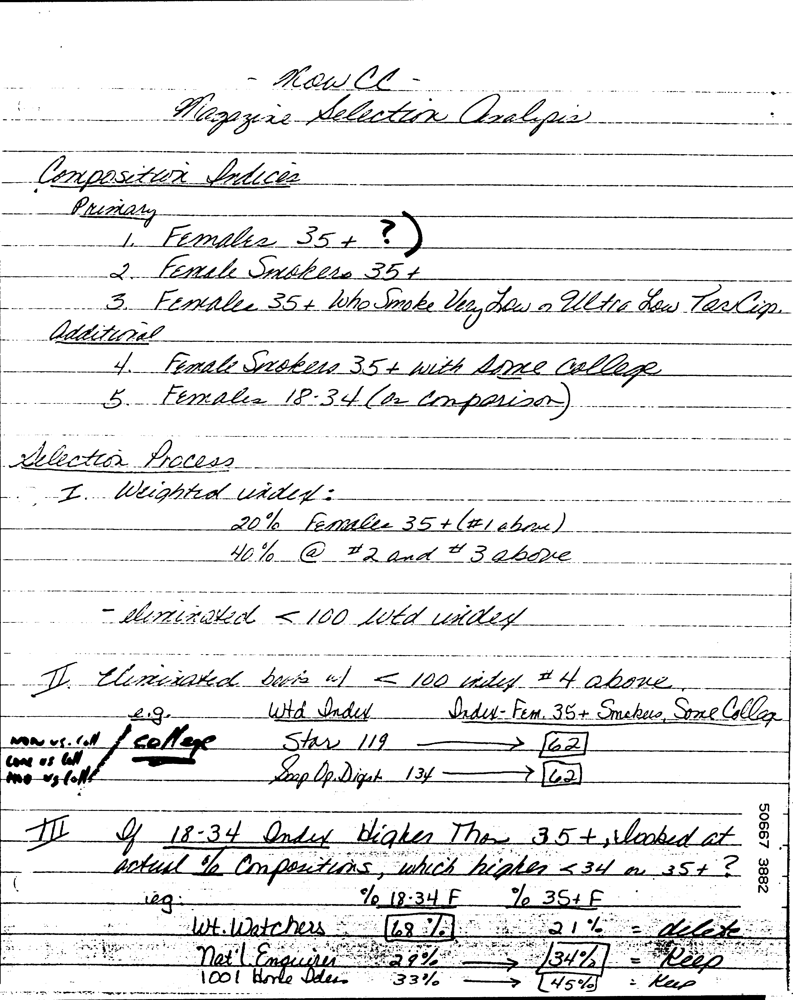 - Now CC -
Magazine Selection Analysis
Composition Indices
Primary
1. Females 35+ ?)
2. Female Smokers 35+
3. Females 35+ Who Smoke Very Low or Ultra Low Tar Cig.
Additional
4. Female Smokers 35+ with some college
5. Females 18-34 (as comparison)
Selection Process
I. Weighted index:
20% Females 35+ (#1 above)
40% @ #2 and #3 above
- eliminated < 100 wtd index
II. Eliminated books w/ < 100 index #4 above.
e.g. Wtd Index Index - Fem. 35+ Smokers, Some College
non vs. coll / college Star 119 → 62
vs coll Soap Op. Digest 134 → 62
vs coll
III If 18-34 Index Higher Than 35+, looked at
actual % Compositions, which higher <34 or 35+?
eg: % 18-34 F % 35+ F
Wt. Watchers 68% 21% = delete
Nat'l Enquirer 29% → 34% = Keep
1001 Home Ideas 33% → 45% = Keep
50667 3882